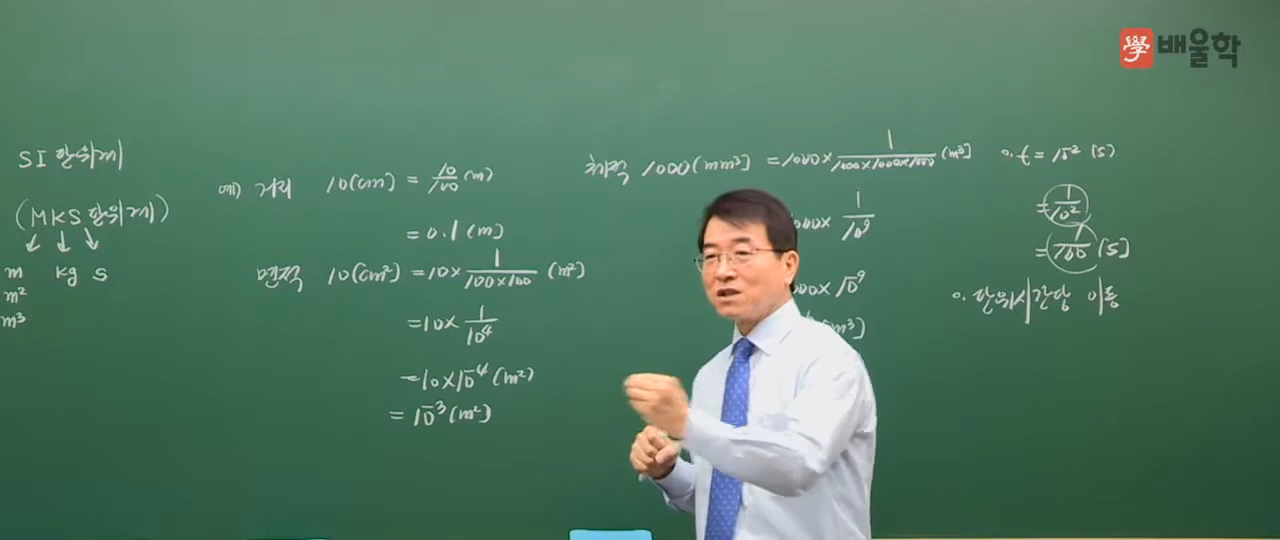 學 배울학
SI 단위계
(MKS 단위계)
m kg S
m²
m³
예) 거리 10(cm) = 10/100 (m)
= 0.1 (m)
면적 10(cm²) = 10 × 1/(100×100) (m²)
= 10 × 1/10⁴
= 10 × 10⁻⁴ (m²)
= 10⁻³ (m²)
체적 1000(mm³) = 1000 × 1/(1000×1000×1000) (m³)
000 × 1/10⁹
000 × 10⁻⁹
m³)
o. t = 10⁻² (S)
= 1/10²
= 1/100 (S)
o. 단위시간당 이동